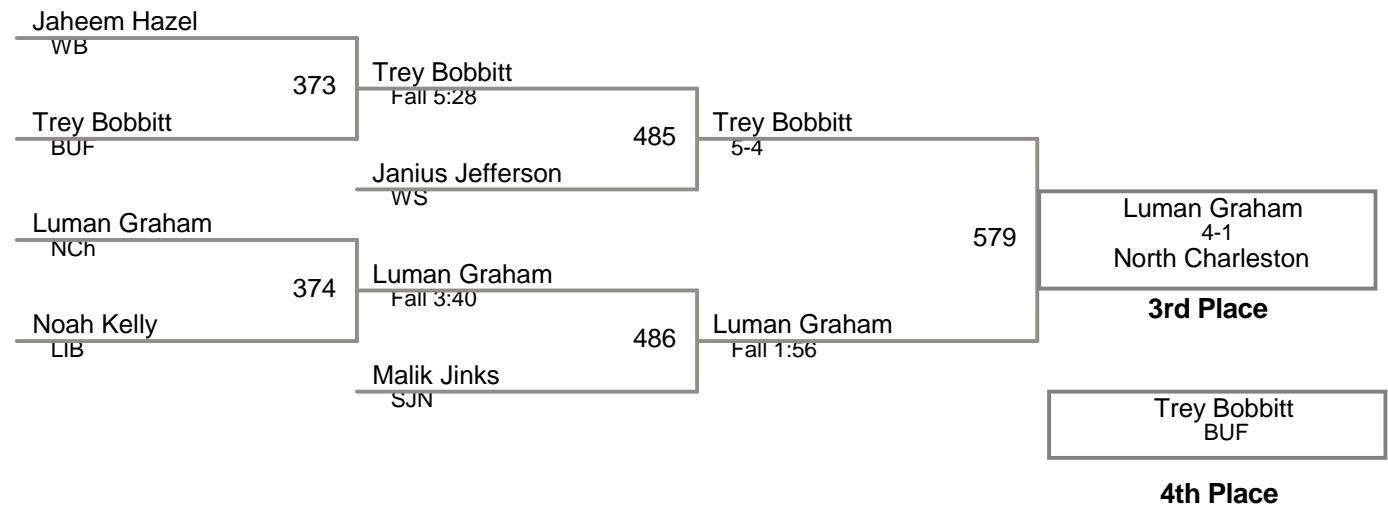 Jaheem Hazel
WB
373
Trey Bobbitt
BUF
Trey Bobbitt
Fall 5:28
485
Janius Jefferson
WS
Trey Bobbitt
5-4
Luman Graham
NCh
374
Noah Kelly
LIB
Luman Graham
Fall 3:40
486
Malik Jinks
SJN
Luman Graham
Fall 1:56
579
Luman Graham
4-1
North Charleston
3rd Place
Trey Bobbitt
BUF
4th Place